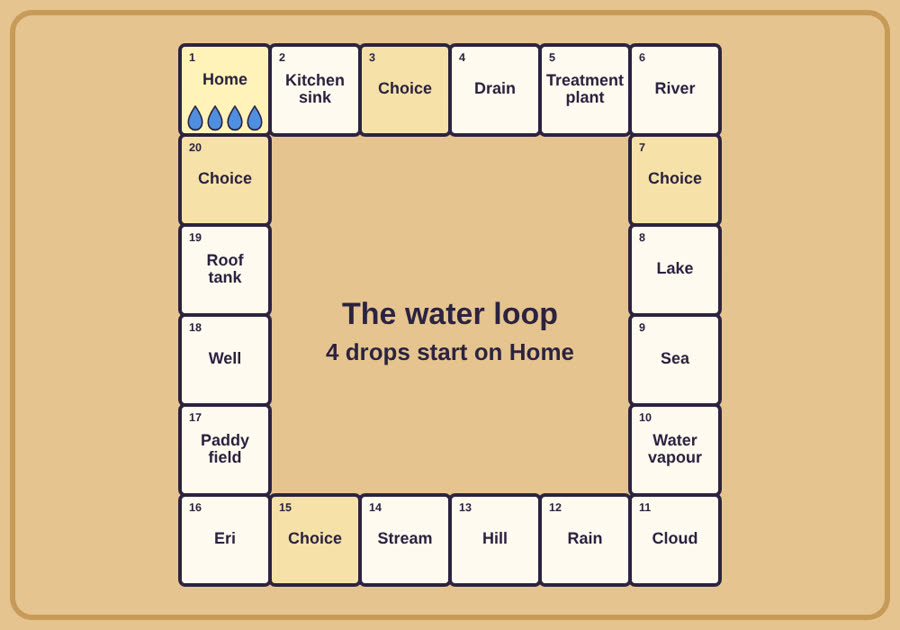 1
Home
2
Kitchen
sink
3
Choice
4
Drain
5
Treatment
plant
6
River
20
Choice
7
Choice
19
Roof
tank
8
Lake
The water loop
4 drops start on Home
18
Well
9
Sea
17
Paddy
field
10
Water
vapour
16
Eri
15
Choice
14
Stream
13
Hill
12
Rain
11
Cloud